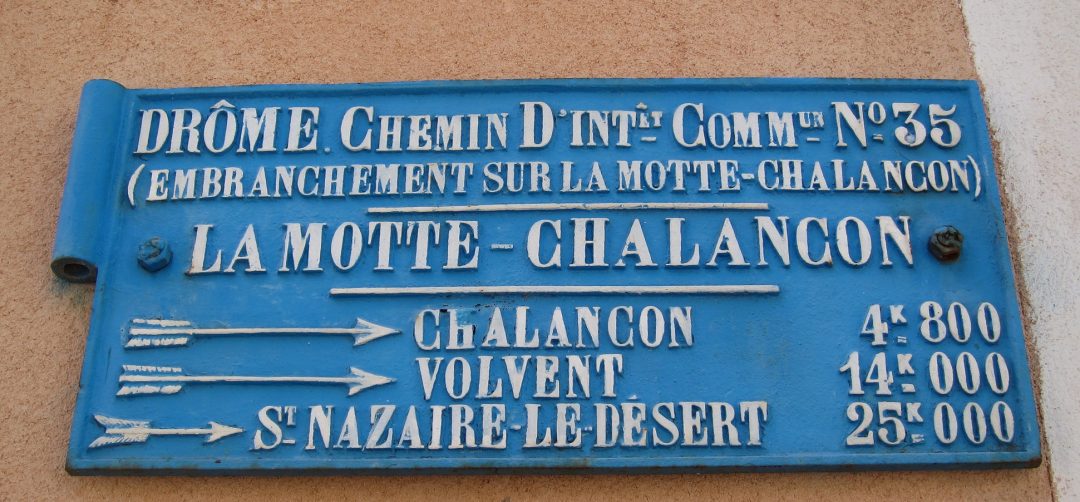 DRÔME. CHEMIN D'INTÊT COMMUN NO 35
(EMBRANCHEMENT SUR LA MOTTE-CHALANCON)
LA MOTTE-CHALANCON
CHALANCON 4K 800
VOLVENT 14K 000
ST NAZAIRE-LE-DÉSERT 25K 000